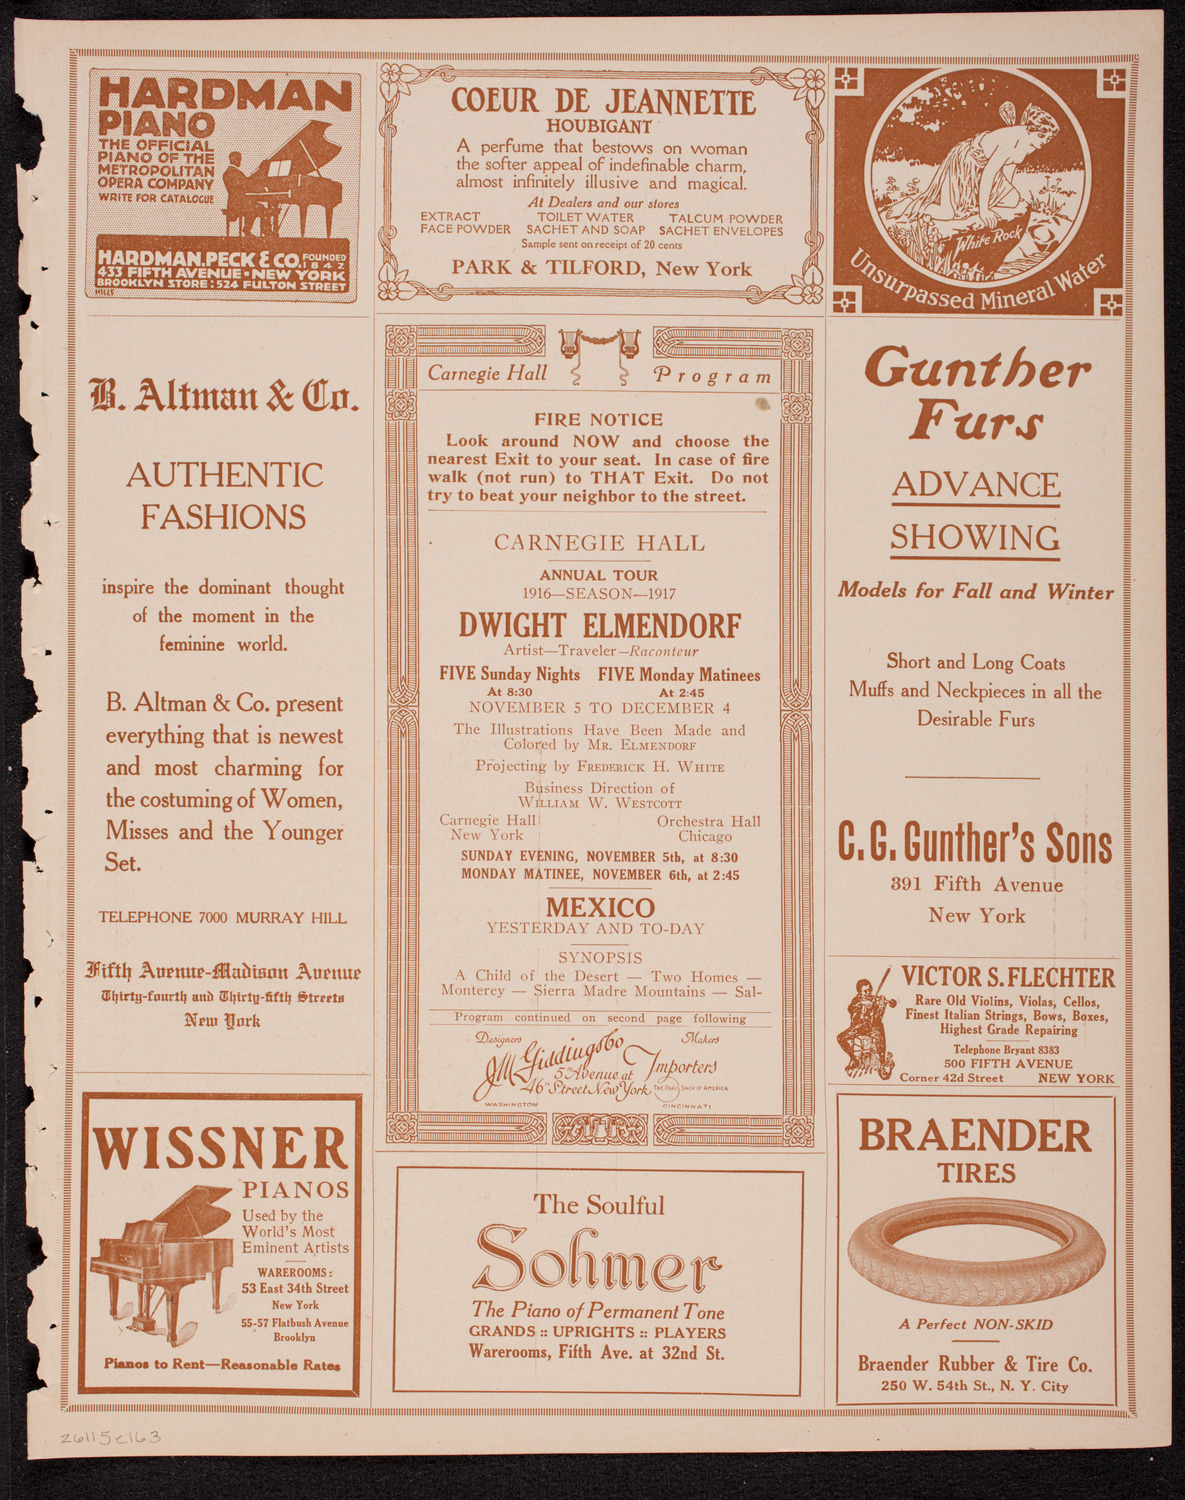 HARDMAN
PIANO
THE OFFICIAL
PIANO OF THE
METROPOLITAN
OPERA COMPANY
WRITE FOR CATALOGUE
HARDMAN, PECK & CO. FOUNDED 1842
433 FIFTH AVENUE • NEW YORK
BROOKLYN STORE: 524 FULTON STREET
HILLS
COEUR DE JEANNETTE
HOUBIGANT
A perfume that bestows on woman
the softer appeal of indefinable charm,
almost infinitely illusive and magical.
At Dealers and our stores
EXTRACT TOILET WATER TALCUM POWDER
FACE POWDER SACHET AND SOAP SACHET ENVELOPES
Sample sent on receipt of 20 cents
PARK & TILFORD, New York
White Rock
Unsurpassed Mineral Water
B. Altman & Co.
AUTHENTIC
FASHIONS
inspire the dominant thought
of the moment in the
feminine world.
B. Altman & Co. present
everything that is newest
and most charming for
the costuming of Women,
Misses and the Younger
Set.
TELEPHONE 7000 MURRAY HILL
Fifth Avenue-Madison Avenue
Thirty-fourth and Thirty-fifth Streets
New York
WISSNER
PIANOS
Used by the
World's Most
Eminent Artists
WAREROOMS:
53 East 34th Street
New York
55-57 Flatbush Avenue
Brooklyn
Pianos to Rent—Reasonable Rates
Carnegie Hall Program
FIRE NOTICE
Look around NOW and choose the
nearest Exit to your seat. In case of fire
walk (not run) to THAT Exit. Do not
try to beat your neighbor to the street.
CARNEGIE HALL
ANNUAL TOUR
1916—SEASON—1917
DWIGHT ELMENDORF
Artist—Traveler—Raconteur
FIVE Sunday Nights FIVE Monday Matinees
At 8:30 At 2:45
NOVEMBER 5 TO DECEMBER 4
The Illustrations Have Been Made and
Colored by MR. ELMENDORF
Projecting by FREDERICK H. WHITE
Business Direction of
WILLIAM W. WESTCOTT
Carnegie Hall Orchestra Hall
New York Chicago
SUNDAY EVENING, NOVEMBER 5th, at 8:30
MONDAY MATINEE, NOVEMBER 6th, at 2:45
MEXICO
YESTERDAY AND TO-DAY
SYNOPSIS
A Child of the Desert — Two Homes —
Monterey — Sierra Madre Mountains — Sal-
Program continued on second page following
Designers Makers
J.M. Giddings & Co Importers
5th Avenue at
46th Street New York THE PARIS SHOP OF AMERICA
WASHINGTON CINCINNATI
The Soulful
Sohmer
The Piano of Permanent Tone
GRANDS :: UPRIGHTS :: PLAYERS
Warerooms, Fifth Ave. at 32nd St.
Gunther
Furs
ADVANCE
SHOWING
Models for Fall and Winter
Short and Long Coats
Muffs and Neckpieces in all the
Desirable Furs
C. G. Gunther's Sons
391 Fifth Avenue
New York
VICTOR S. FLECHTER
Rare Old Violins, Violas, Cellos,
Finest Italian Strings, Bows, Boxes,
Highest Grade Repairing
Telephone Bryant 8383
500 FIFTH AVENUE
Corner 42d Street NEW YORK
BRAENDER
TIRES
A Perfect NON-SKID
Braender Rubber & Tire Co.
250 W. 54th St., N. Y. City
26115c163